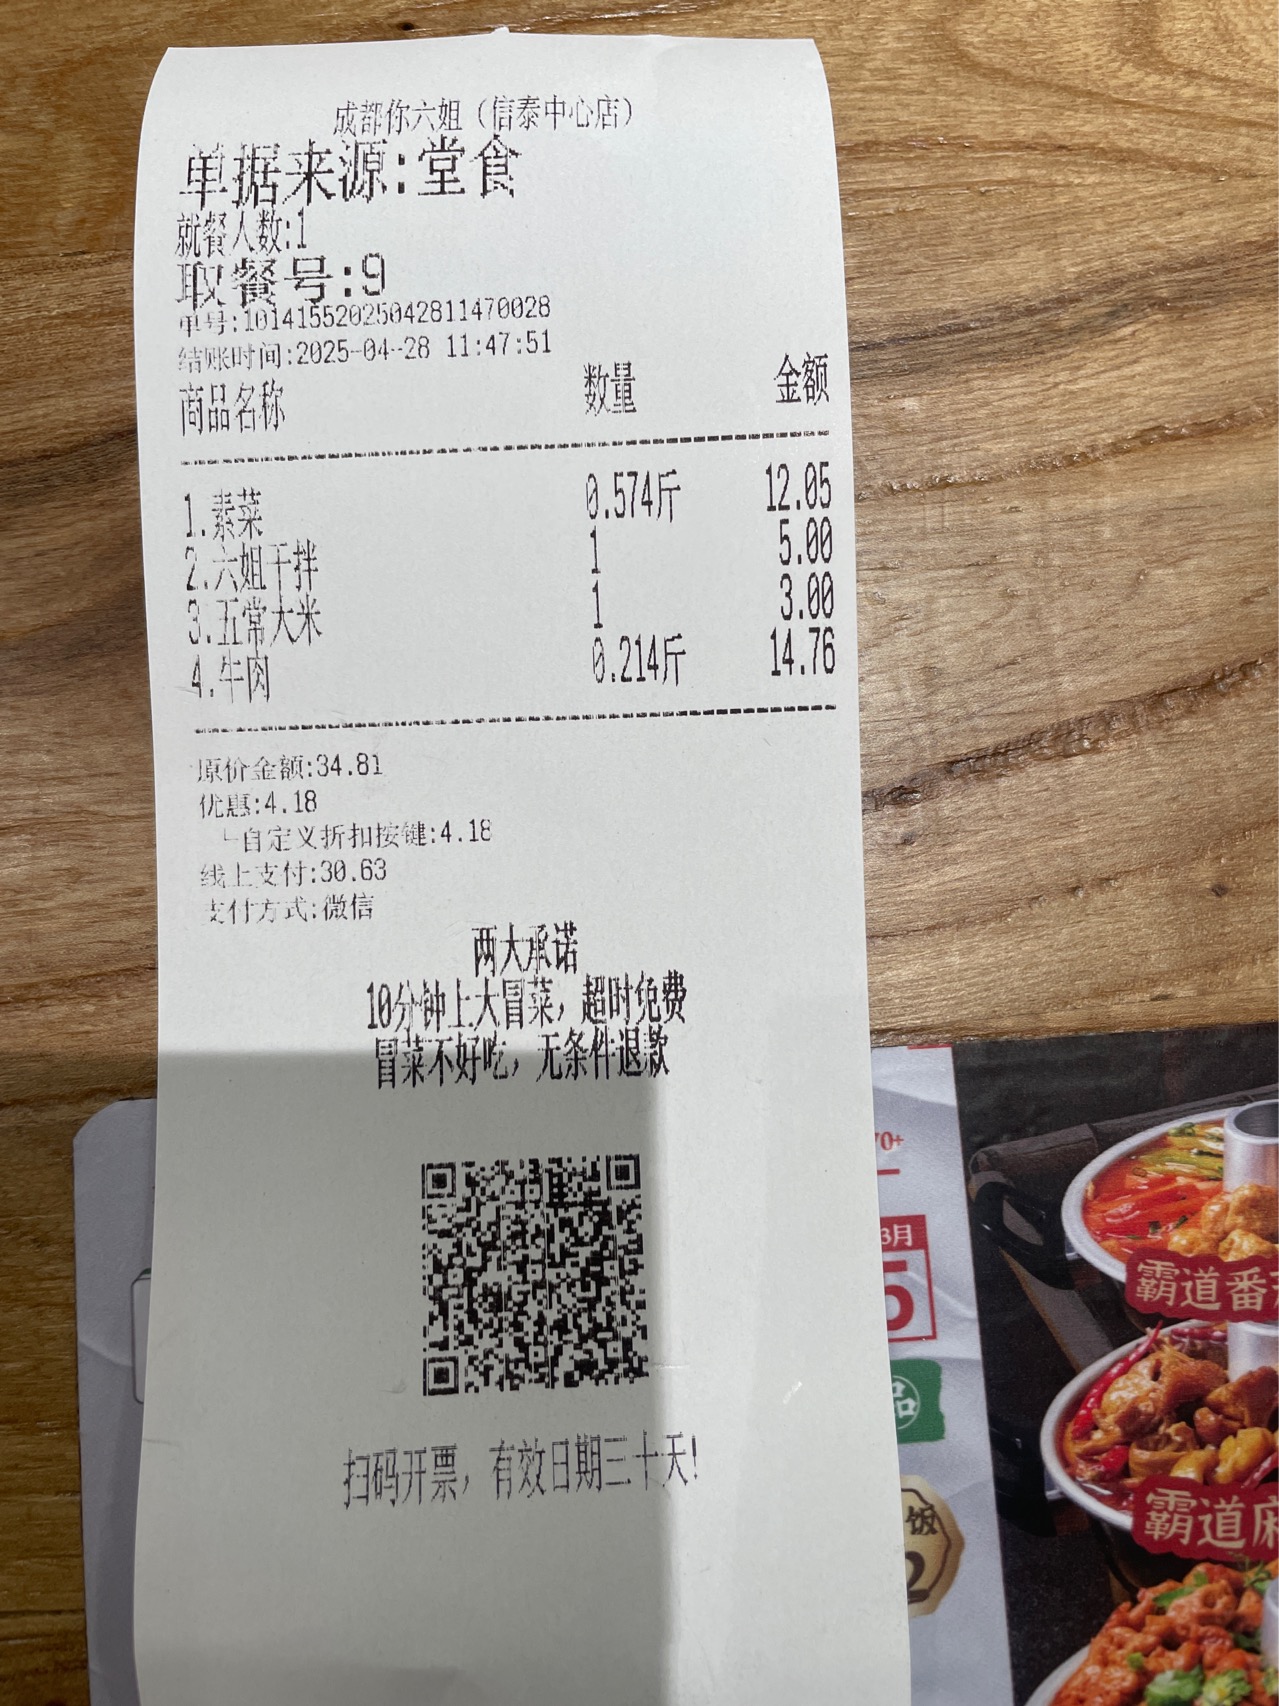 成都你六姐（信泰中心店）
单据来源:堂食
就餐人数:1
取餐号:9
单号:10141552025042811470028
结账时间:2025-04-28 11:47:51
商品名称 数量 金额
1.素菜 0.574斤 12.05
2.六姐干拌 1 5.00
3.五常大米 1 3.00
4.牛肉 0.214斤 14.76
原价金额:34.81
优惠:4.18
└自定义折扣按键:4.18
线上支付:30.63
支付方式:微信
两大承诺
10分钟上大冒菜，超时免费
冒菜不好吃，无条件退款
扫码开票，有效日期三十天!
70+
3月
5
品
饭
2
霸道番
霸道麻